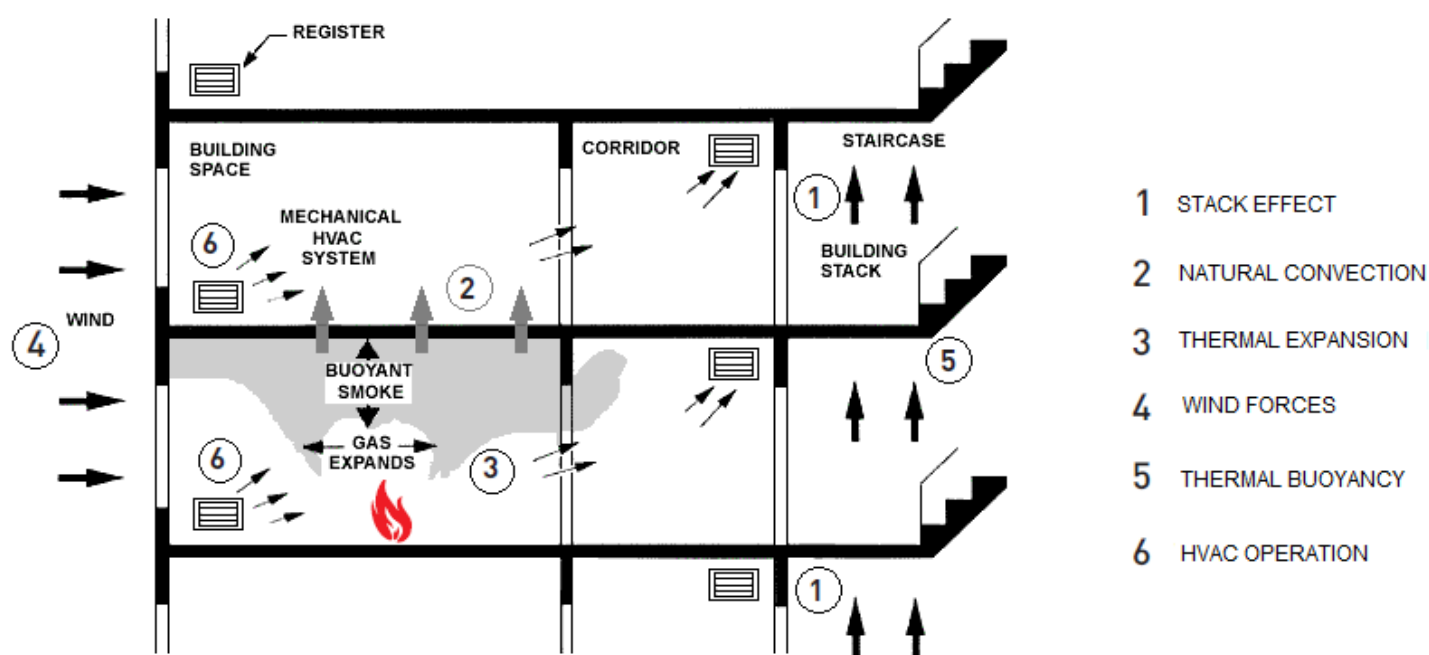 REGISTER
BUILDING
SPACE
CORRIDOR
STAIRCASE
1
MECHANICAL
HVAC
SYSTEM
6
2
BUILDING
STACK
WIND
4
BUOYANT
SMOKE
5
GAS
EXPANDS
6
3
1
1 STACK EFFECT
2 NATURAL CONVECTION
3 THERMAL EXPANSION
4 WIND FORCES
5 THERMAL BUOYANCY
6 HVAC OPERATION